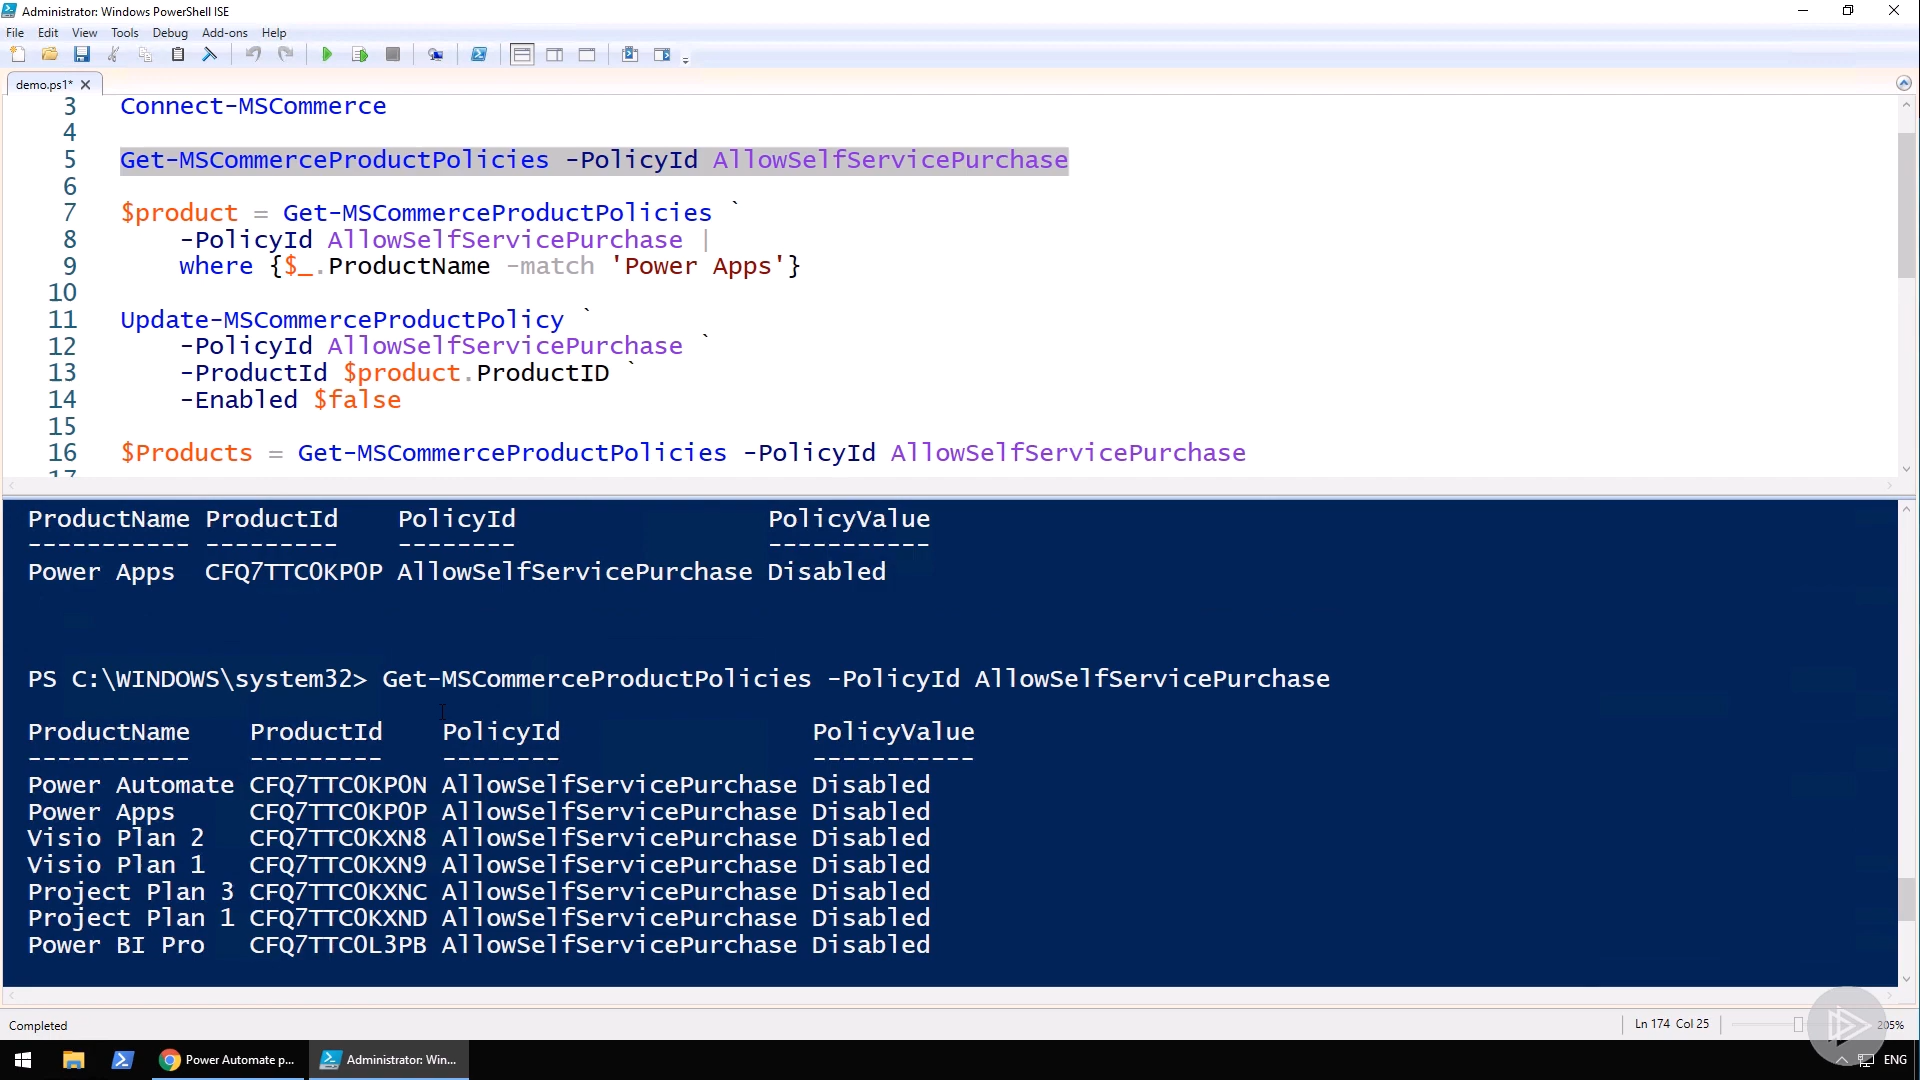 Administrator: Windows PowerShell ISE
File Edit View Tools Debug Add-ons Help
demo.ps1*
3 Connect-MSCommerce
4
5 Get-MSCommerceProductPolicies -PolicyId AllowSelfServicePurchase
6
7 $product = Get-MSCommerceProductPolicies `
8 -PolicyId AllowSelfServicePurchase |
9 where {$_.ProductName -match 'Power Apps'}
10
11 Update-MSCommerceProductPolicy `
12 -PolicyId AllowSelfServicePurchase `
13 -ProductId $product.ProductID `
14 -Enabled $false
15
16 $Products = Get-MSCommerceProductPolicies -PolicyId AllowSelfServicePurchase
17
ProductName ProductId PolicyId PolicyValue
----------- --------- -------- -----------
Power Apps CFQ7TTC0KP0P AllowSelfServicePurchase Disabled
PS C:\WINDOWS\system32> Get-MSCommerceProductPolicies -PolicyId AllowSelfServicePurchase
ProductName ProductId PolicyId PolicyValue
----------- --------- -------- -----------
Power Automate CFQ7TTC0KP0N AllowSelfServicePurchase Disabled
Power Apps CFQ7TTC0KP0P AllowSelfServicePurchase Disabled
Visio Plan 2 CFQ7TTC0KXN8 AllowSelfServicePurchase Disabled
Visio Plan 1 CFQ7TTC0KXN9 AllowSelfServicePurchase Disabled
Project Plan 3 CFQ7TTC0KXNC AllowSelfServicePurchase Disabled
Project Plan 1 CFQ7TTC0KXND AllowSelfServicePurchase Disabled
Power BI Pro CFQ7TTC0L3PB AllowSelfServicePurchase Disabled
Completed
Ln 174 Col 25
205%
Power Automate p...
Administrator: Win...
ENG